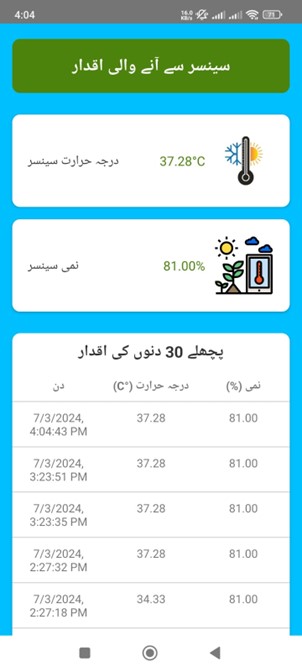 4:04
16.0
KB/s
سینسر سے آنے والی اقدار
درجہ حرارت سینسر
37.28°C
نمی سینسر
81.00%
پچھلے 30 دنوں کی اقدار
دن درجہ حرارت (°C) نمی (%)
7/3/2024, 4:04:43 PM 37.28 81.00
7/3/2024, 3:23:51 PM 37.28 81.00
7/3/2024, 3:23:35 PM 37.28 81.00
7/3/2024, 2:27:32 PM 37.28 81.00
7/3/2024, 2:27:18 PM 34.33 81.00